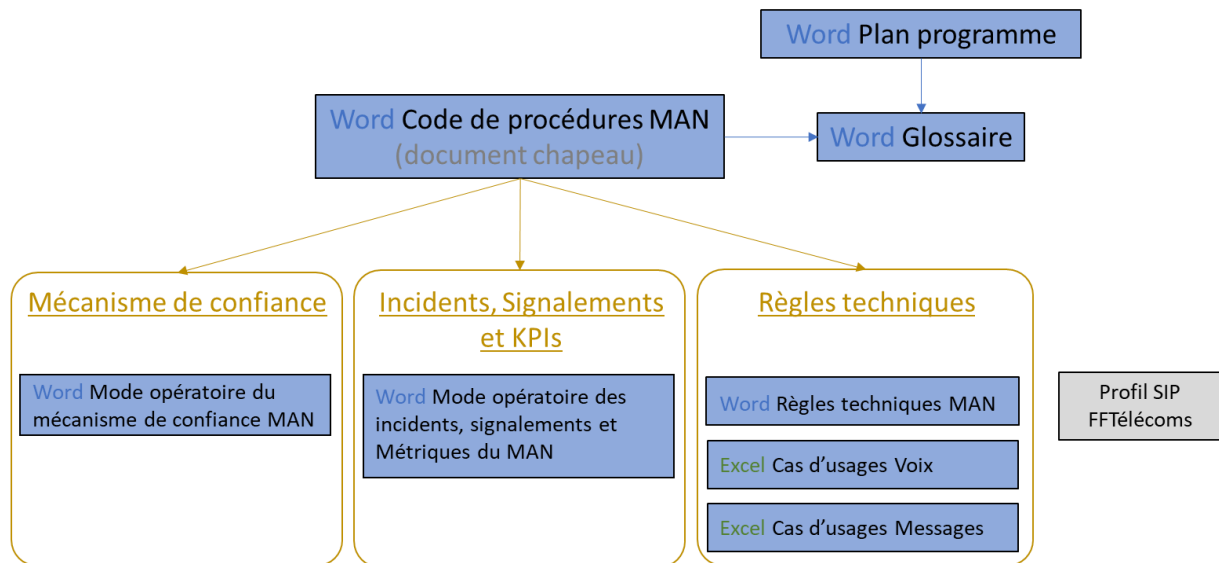 Word Plan programme
Word Code de procédures MAN
(document chapeau)
Word Glossaire
Mécanisme de confiance
Word Mode opératoire du
mécanisme de confiance MAN
Incidents, Signalements
et KPIs
Word Mode opératoire des
incidents, signalements et
Métriques du MAN
Règles techniques
Word Règles techniques MAN
Excel Cas d'usages Voix
Excel Cas d'usages Messages
Profil SIP
FFTélécoms